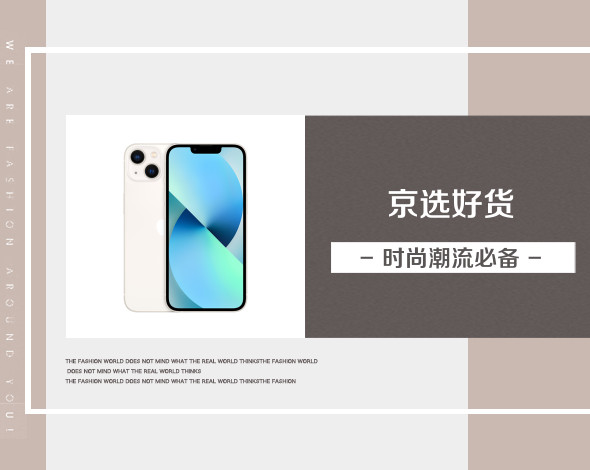 WE ARE FASHION AROUND YOU!
京选好货
- 时尚潮流必备 -
THE FASHION WORLD DOES NOT MIND WHAT THE REAL WORLD THINKSTHE FASHION WORLD
DOES NOT MIND WHAT THE REAL WORLD THINKS
THE FASHION WORLD DOES NOT MIND WHAT THE REAL WORLD THINKSTHE FASHION